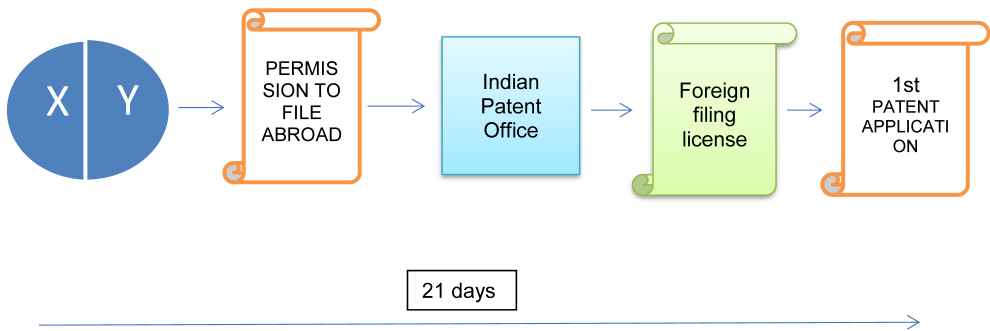 X Y
PERMIS
SION TO
FILE
ABROAD
Indian
Patent
Office
Foreign
filing
license
1st
PATENT
APPLICATI
ON
21 days